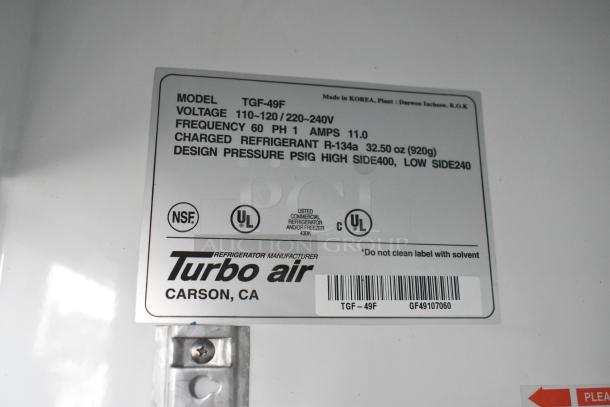 MODEL TGF-49F
Made in KOREA, Plant : Daewoo Incheon. R.O.K
VOLTAGE 110~120/220~240V
FREQUENCY 60 PH 1 AMPS 11.0
CHARGED REFRIGERANT R-134a 32.50 oz (920g)
DESIGN PRESSURE PSIG HIGH SIDE400, LOW SIDE240
PCI
AUCTION GROUP
NSF.
UL
LISTED
COMMERCIAL
REFRIGERATOR
AND/OR FREEZER
43BK
C UL
REFRIGERATOR MANUFACTURER
*Do not clean label with solvent
Turbo air
CARSON, CA
TGF-49F GF49107060
PLEA